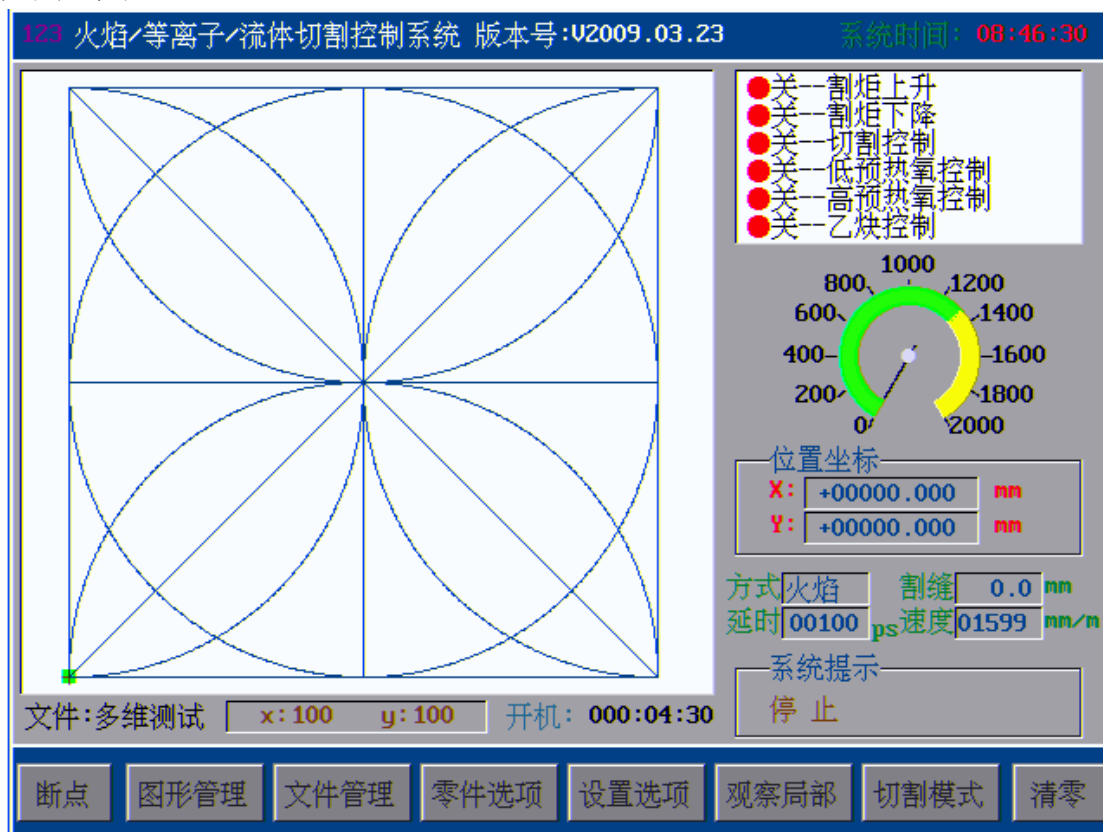 123 火焰/等离子/流体切割控制系统 版本号:V2009.03.23 系统时间: 08:46:30
关--割炬上升
关--割炬下降
关--切割控制
关--低预热氧控制
关--高预热氧控制
关--乙炔控制
1000
800 1200
600 1400
400 1600
200 1800
0 2000
位置坐标
X: +00000.000 mm
Y: +00000.000 mm
方式 火焰 割缝 0.0 mm
延时 00100 ps 速度 01599 mm/m
系统提示
停 止
文件:多维测试 x:100 y:100 开机: 000:04:30
断点 图形管理 文件管理 零件选项 设置选项 观察局部 切割模式 清零